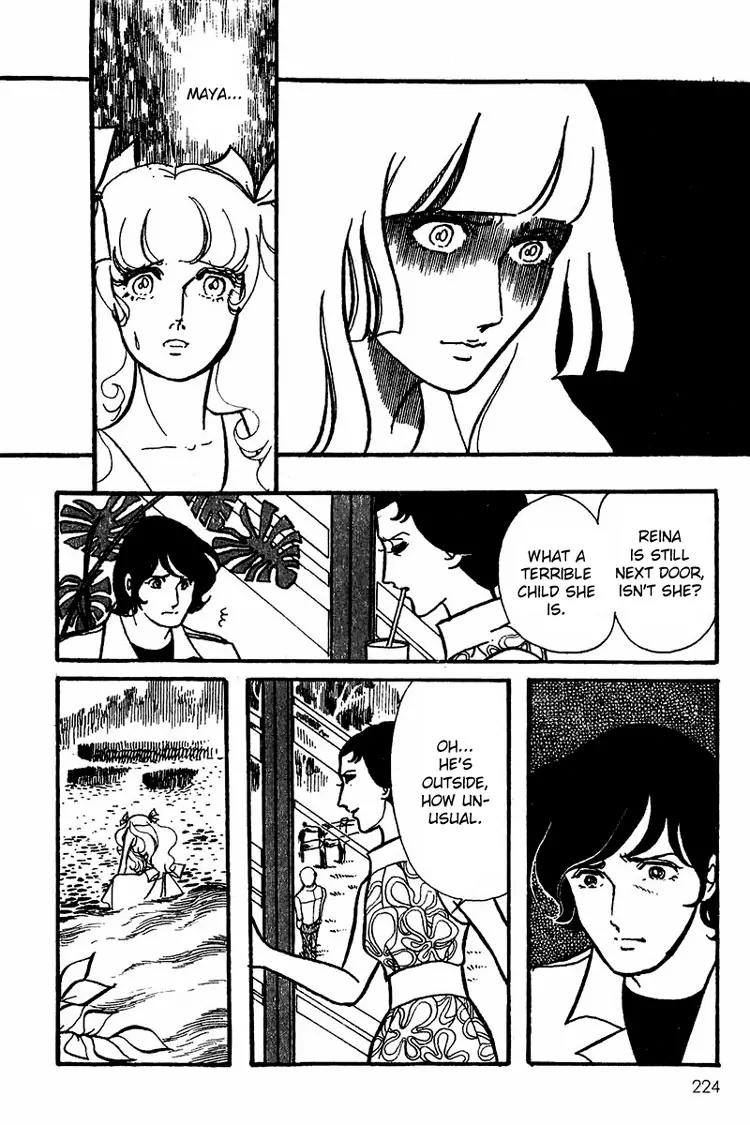 MAYA...
REINA
IS STILL
NEXT DOOR,
ISN'T SHE?
WHAT A
TERRIBLE
CHILD SHE
IS.
OH...
HE'S
OUTSIDE,
HOW UN-
USUAL.
224